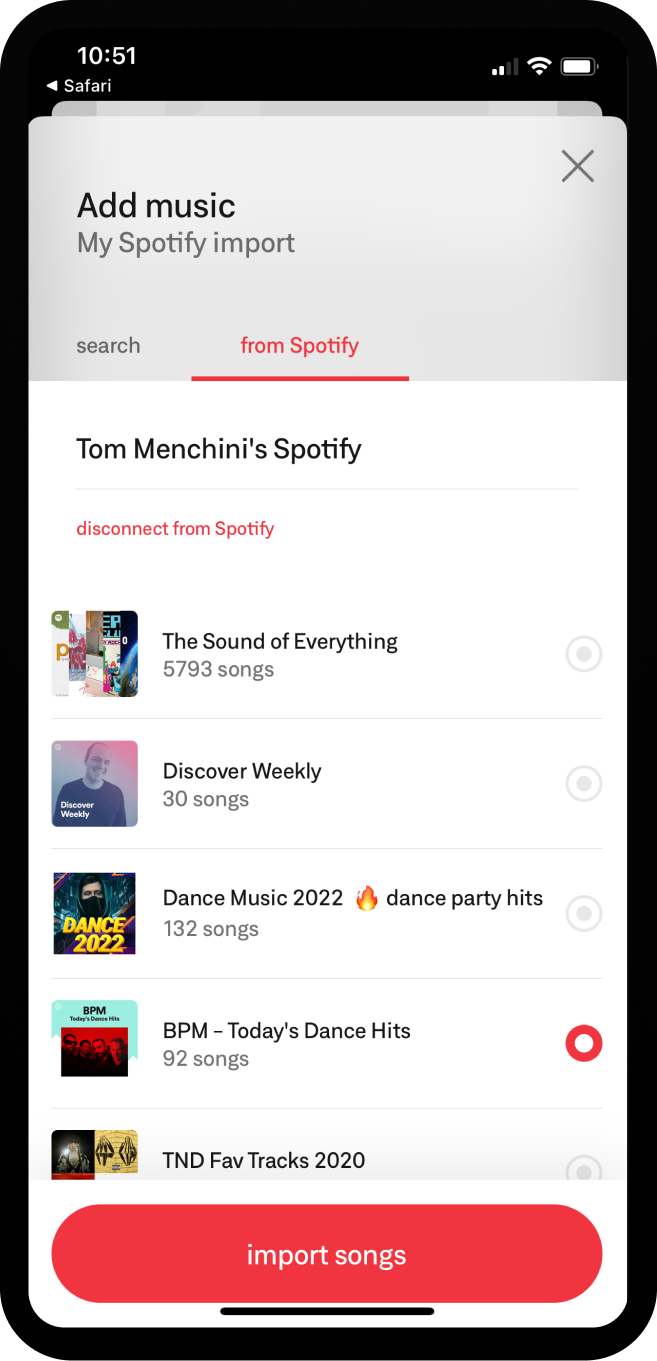 10:51
◀ Safari
Add music
My Spotify import
search
from Spotify
Tom Menchini's Spotify
disconnect from Spotify
The Sound of Everything
5793 songs
Discover
Weekly
Discover Weekly
30 songs
DANCE
2022
Dance Music 2022 🔥 dance party hits
132 songs
BPM
Today's Dance Hits
BPM – Today's Dance Hits
92 songs
TND Fav Tracks 2020
import songs